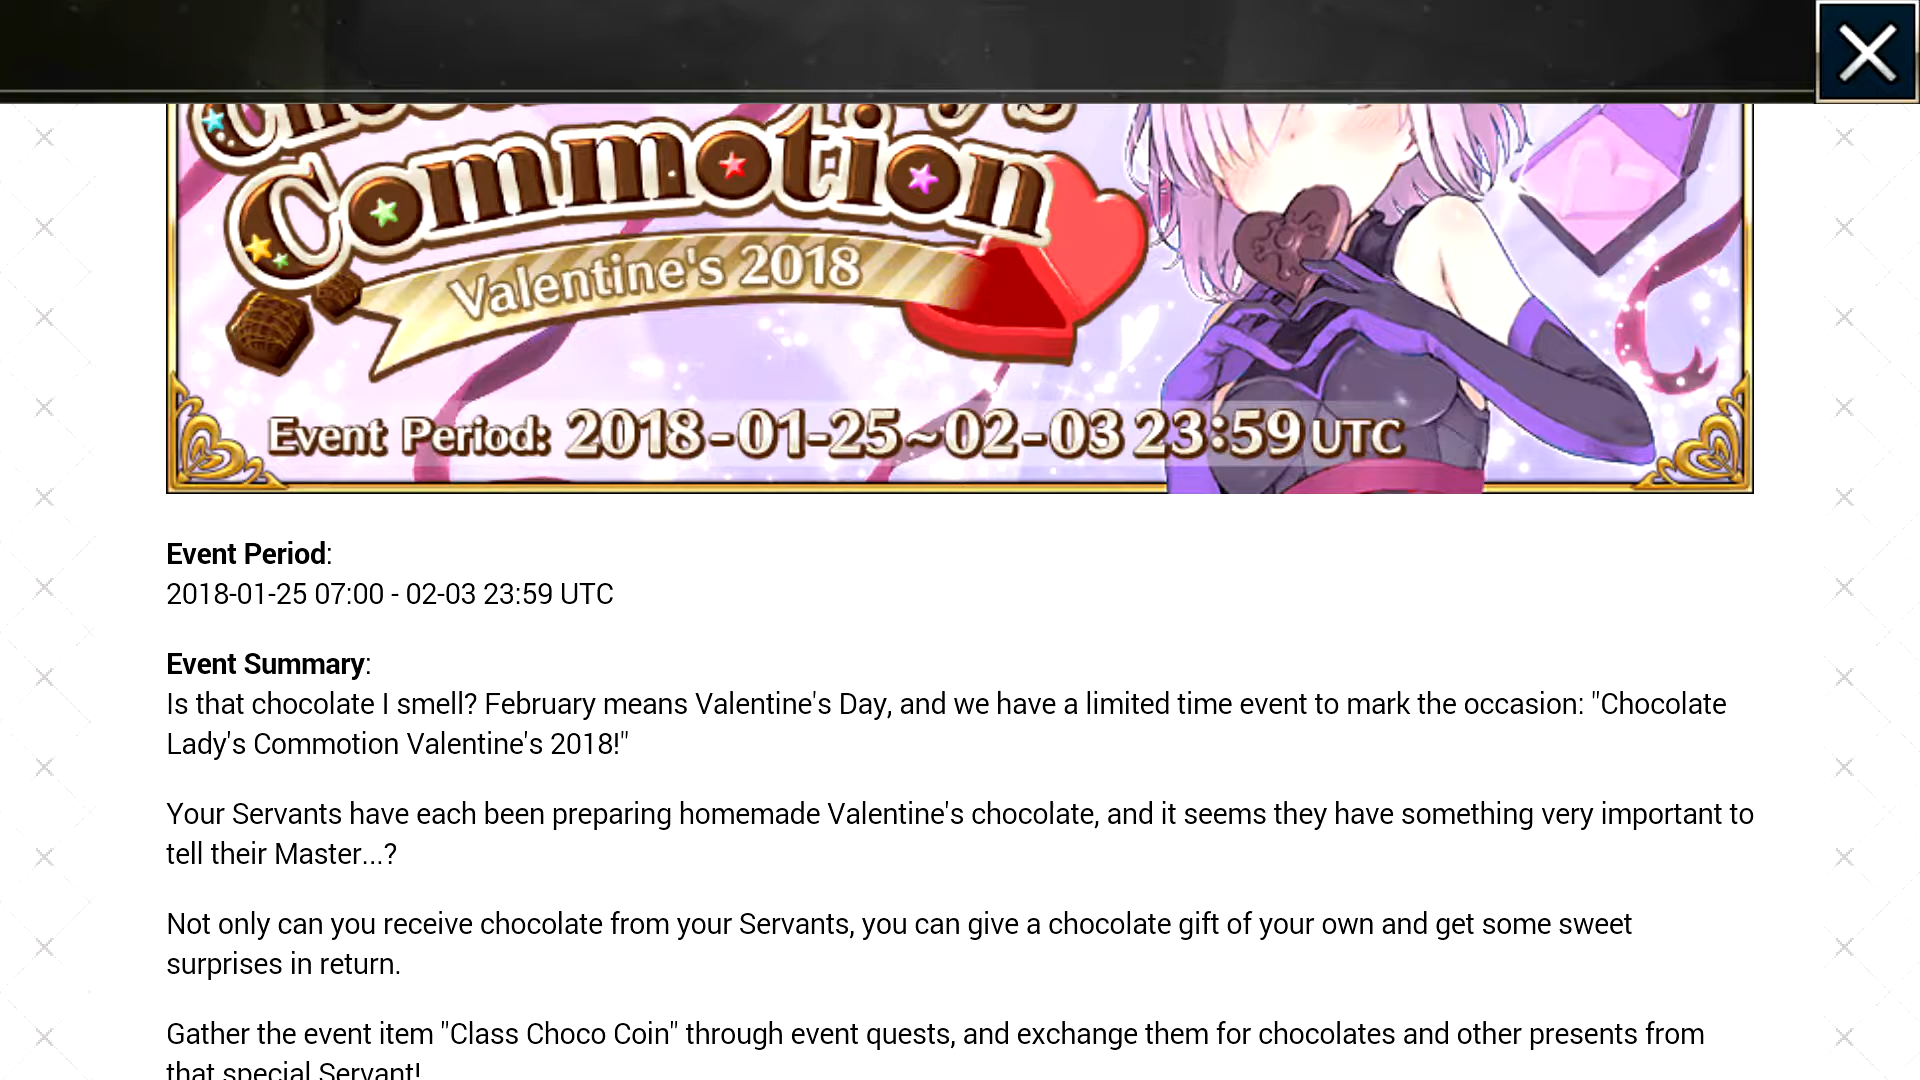 Commotion
Valentine's 2018
Event Period: 2018-01-25~02-03 23:59 UTC
Event Period:
2018-01-25 07:00 - 02-03 23:59 UTC
Event Summary:
Is that chocolate I smell? February means Valentine's Day, and we have a limited time event to mark the occasion: "Chocolate
Lady's Commotion Valentine's 2018!"
Your Servants have each been preparing homemade Valentine's chocolate, and it seems they have something very important to
tell their Master...?
Not only can you receive chocolate from your Servants, you can give a chocolate gift of your own and get some sweet
surprises in return.
Gather the event item "Class Choco Coin" through event quests, and exchange them for chocolates and other presents from
that special Servant!